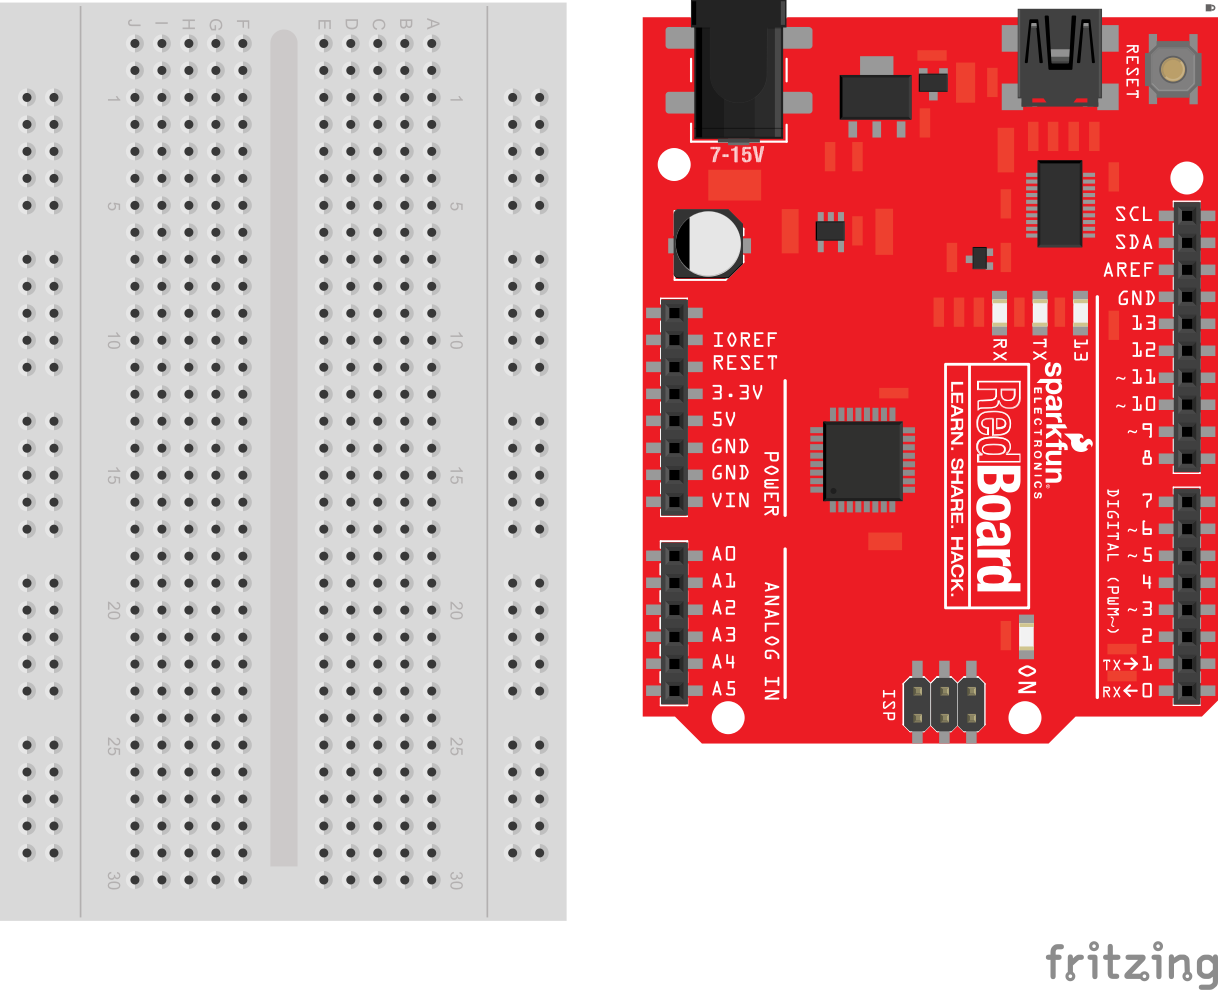 J I H G F E D C B A
1 1
5 5
10 10
15 15
20 20
25 25
30 30
7-15V
RESET
IOREF
RESET
3.3V
5V
GND
GND
VIN
POWER
A0
A1
A2
A3
A4
A5
ANALOG IN
RX
TX
13
sparkfun
ELECTRONICS
RedBoard
LEARN. SHARE. HACK.
ISP
ON
SCL
SDA
AREF
GND
13
12
~11
~10
~9
8
7
~6
~5
4
~3
2
TX→1
RX←0
DIGITAL (PWM~)
fritzing